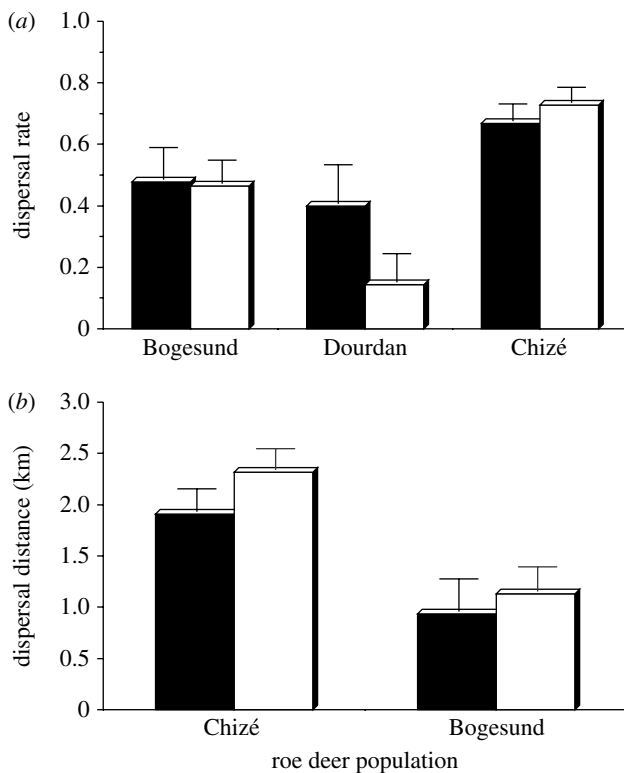 (a)
1.0
0.8
0.6
0.4
0.2
0
dispersal rate
Bogesund Dourdan Chizé
(b)
3.0
2.5
2.0
1.5
1.0
0.5
0
dispersal distance (km)
Chizé Bogesund
roe deer population